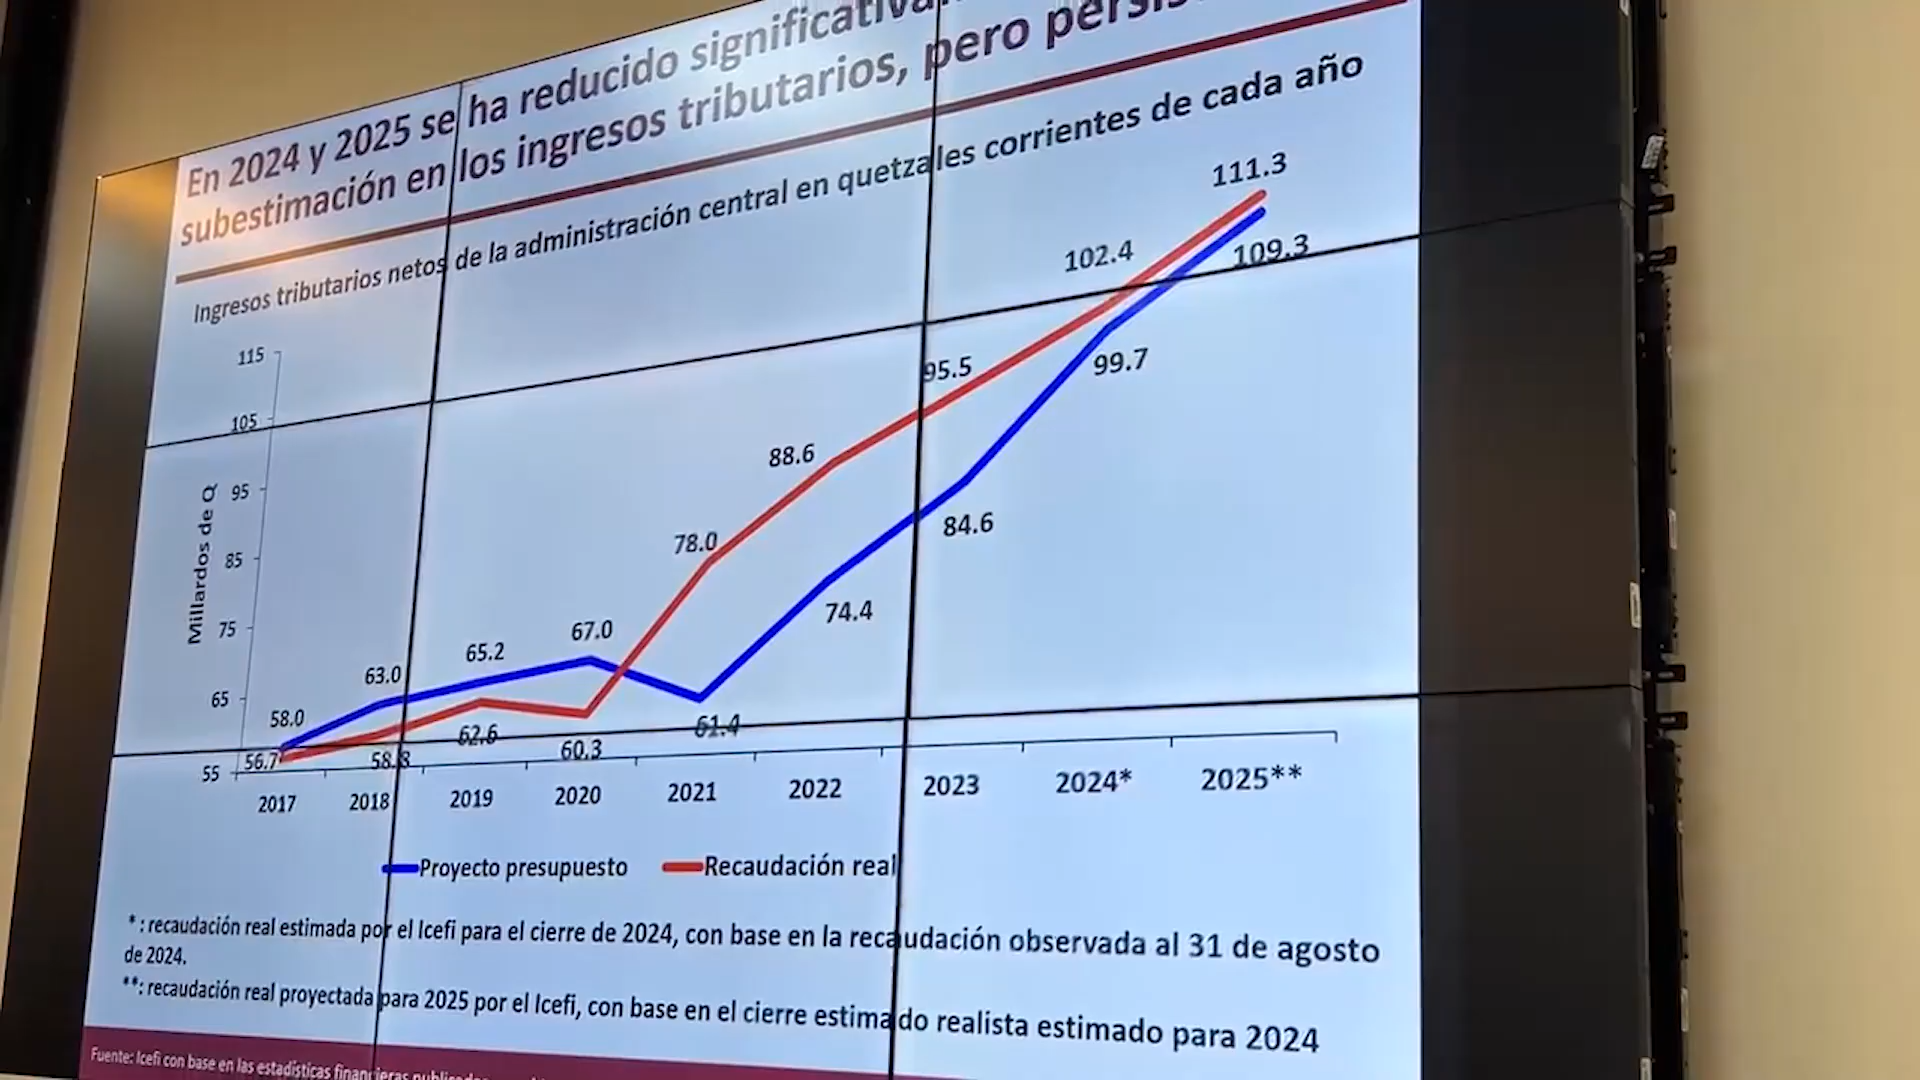 En 2024 y 2025 se ha reducido
subestimación en los ingresos tributarios, pero
Ingresos tributarios netos de la administración central en quetzales corrientes de cada año
Millardos de Q
115
105
95
85
75
65
55
58.0
63.0
65.2
67.0
61.4
74.4
84.6
99.7
109.3
56.7
58.8
62.6
60.3
78.0
88.6
95.5
102.4
111.3
2017 2018 2019 2020 2021 2022 2023 2024* 2025**
Proyecto presupuesto Recaudación real
* : recaudación real estimada por el Icefi para el cierre de 2024, con base en la recaudación observada al 31 de agosto
de 2024.
**: recaudación real proyectada para 2025 por el Icefi, con base en el cierre estimado realista estimado para 2024
Fuente: Icefi con base en las estadísticas financieras